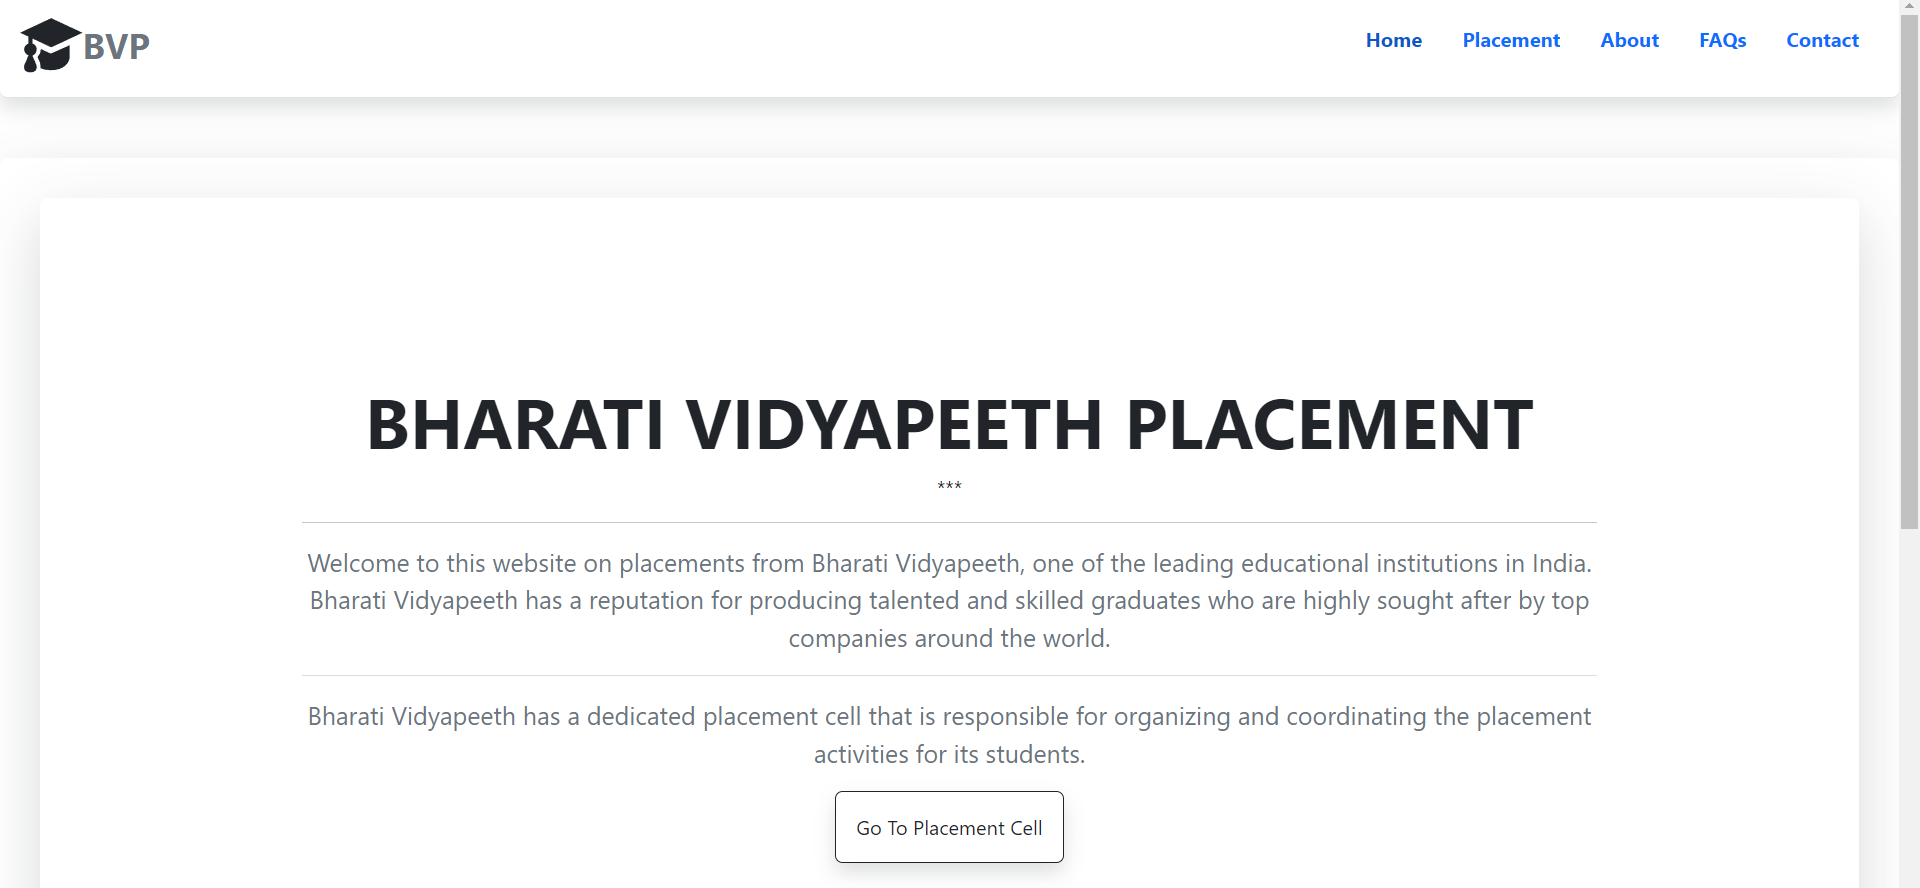 BVP
Home Placement About FAQs Contact
BHARATI VIDYAPEETH PLACEMENT
***
Welcome to this website on placements from Bharati Vidyapeeth, one of the leading educational institutions in India.
Bharati Vidyapeeth has a reputation for producing talented and skilled graduates who are highly sought after by top
companies around the world.
Bharati Vidyapeeth has a dedicated placement cell that is responsible for organizing and coordinating the placement
activities for its students.
Go To Placement Cell